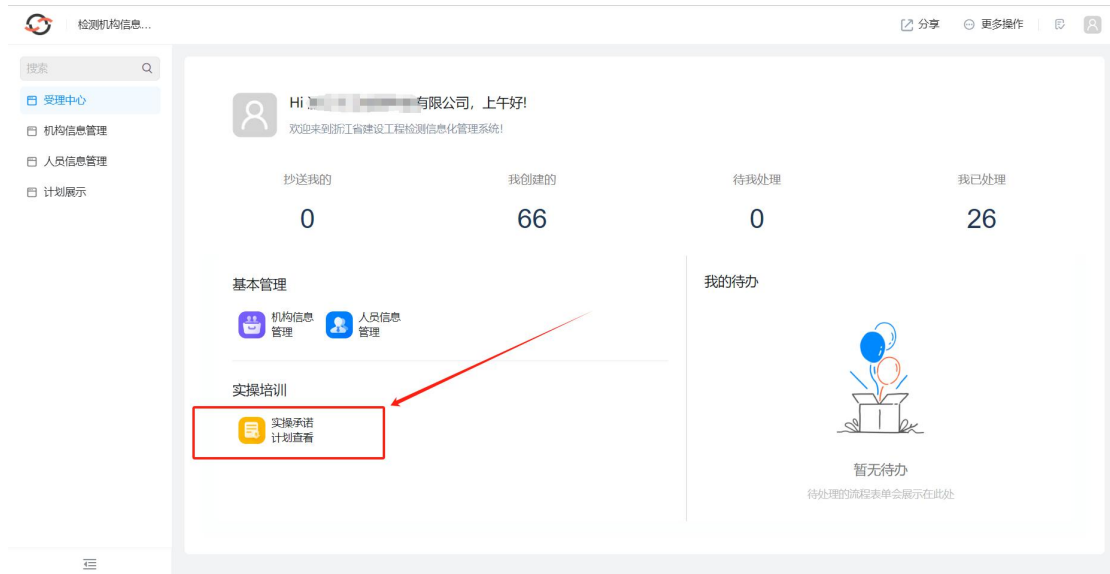 检测机构信息...
分享
更多操作
搜索
受理中心
机构信息管理
人员信息管理
计划展示
Hi 有限公司，上午好!
欢迎来到浙江省建设工程检测信息化管理系统!
抄送我的
我创建的
待我处理
我已处理
0
66
0
26
基本管理
机构信息
管理
人员信息
管理
实操培训
实操承诺
计划查看
我的待办
暂无待办
待处理的流程表单会展示在此处